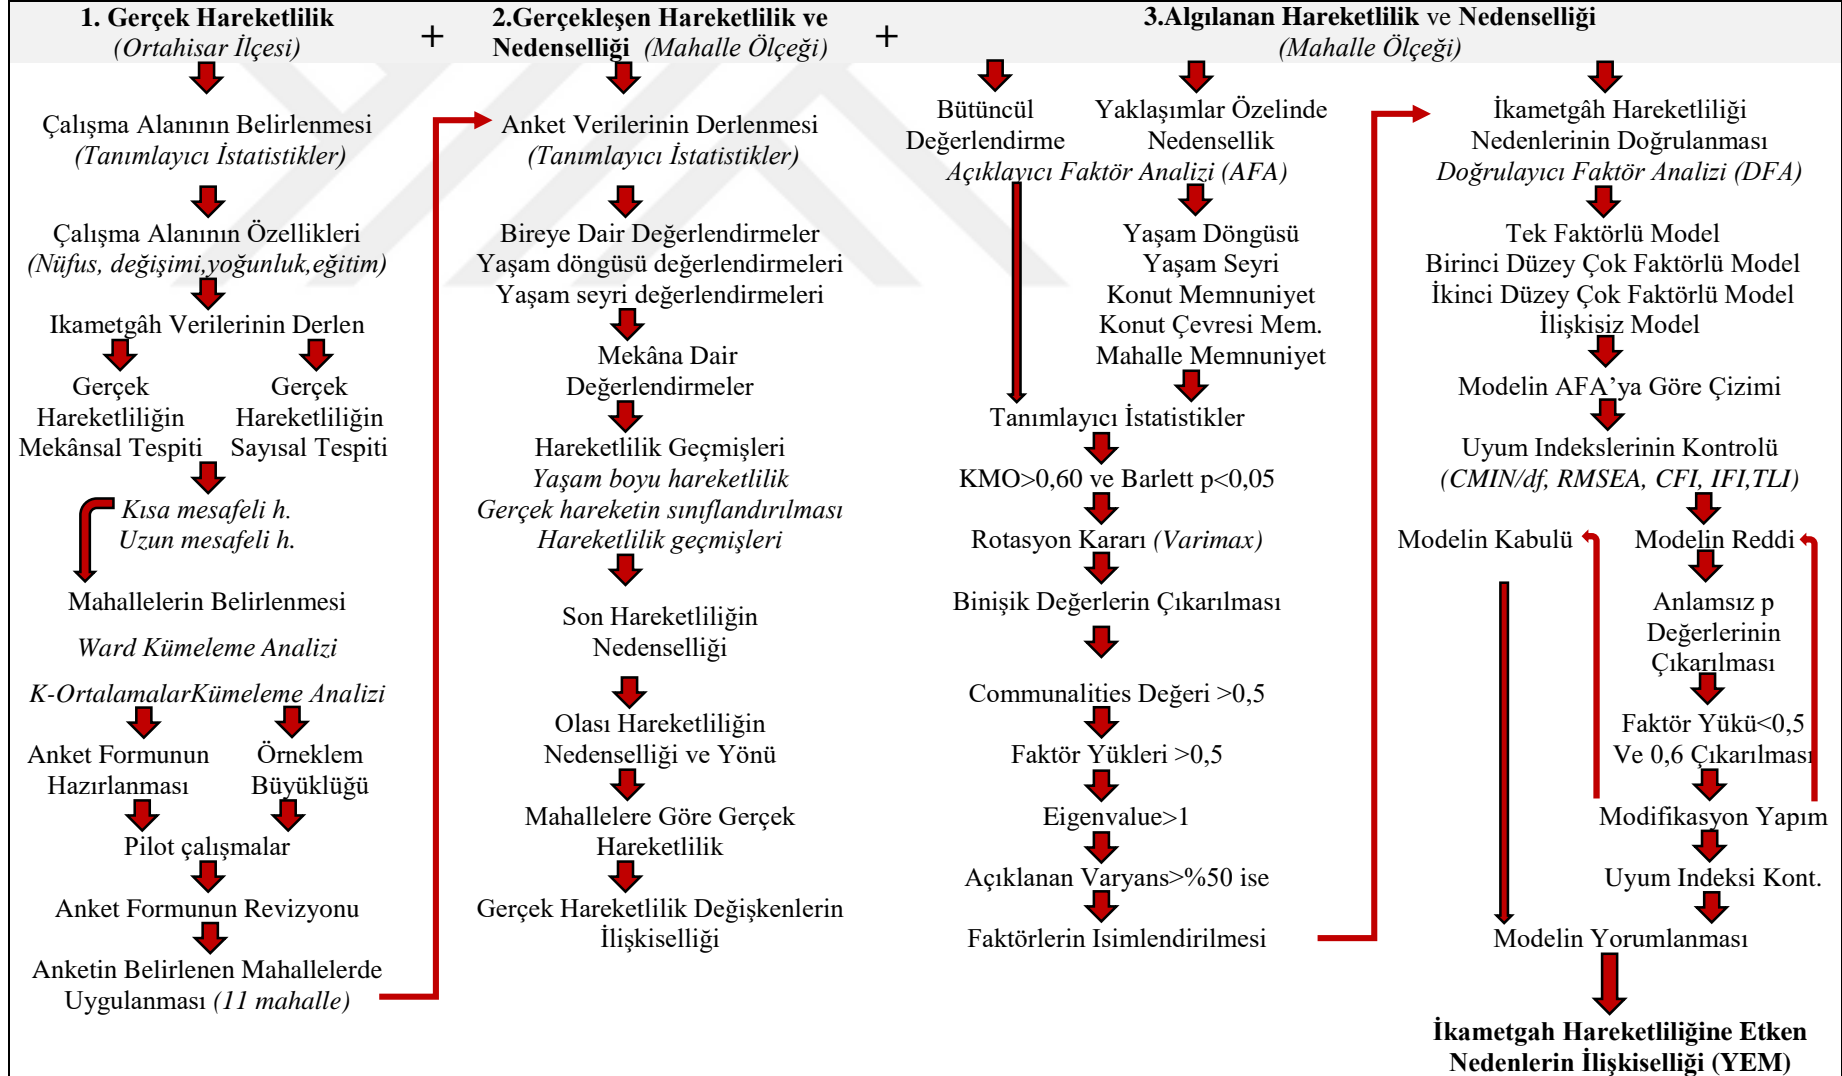 1. Gerçek Hareketlilik
(Ortahisar İlçesi)
+
2.Gerçekleşen Hareketlilik ve
Nedenselliği (Mahalle Ölçeği)
+
3.Algılanan Hareketlilik ve Nedenselliği
(Mahalle Ölçeği)
Çalışma Alanının Belirlenmesi
(Tanımlayıcı İstatistikler)
Çalışma Alanının Özellikleri
(Nüfus, değişimi,yoğunluk,eğitim)
Ikametgâh Verilerinin Derlen
Gerçek
Hareketliliğin
Mekânsal Tespiti
Gerçek
Hareketliliğin
Sayısal Tespiti
Kısa mesafeli h.
Uzun mesafeli h.
Mahallelerin Belirlenmesi
Ward Kümeleme Analizi
K-OrtalamalarKümeleme Analizi
Anket Formunun
Hazırlanması
Örneklem
Büyüklüğü
Pilot çalışmalar
Anket Formunun Revizyonu
Anketin Belirlenen Mahallelerde
Uygulanması (11 mahalle)
Anket Verilerinin Derlenmesi
(Tanımlayıcı İstatistikler)
Bireye Dair Değerlendirmeler
Yaşam döngüsü değerlendirmeleri
Yaşam seyri değerlendirmeleri
Mekâna Dair
Değerlendirmeler
Hareketlilik Geçmişleri
Yaşam boyu hareketlilik
Gerçek hareketin sınıflandırılması
Hareketlilik geçmişleri
Son Hareketliliğin
Nedenselliği
Olası Hareketliliğin
Nedenselliği ve Yönü
Mahallelere Göre Gerçek
Hareketlilik
Gerçek Hareketlilik Değişkenlerin
İlişkiselliği
Bütüncül
Değerlendirme
Yaklaşımlar Özelinde
Nedensellik
Açıklayıcı Faktör Analizi (AFA)
Yaşam Döngüsü
Yaşam Seyri
Konut Memnuniyet
Konut Çevresi Mem.
Mahalle Memnuniyet
Tanımlayıcı İstatistikler
KMO>0,60 ve Barlett p<0,05
Rotasyon Kararı (Varimax)
Binişik Değerlerin Çıkarılması
Communalities Değeri >0,5
Faktör Yükleri >0,5
Eigenvalue>1
Açıklanan Varyans>%50 ise
Faktörlerin Isimlendirilmesi
İkametgâh Hareketliliği
Nedenlerinin Doğrulanması
Doğrulayıcı Faktör Analizi (DFA)
Tek Faktörlü Model
Birinci Düzey Çok Faktörlü Model
İkinci Düzey Çok Faktörlü Model
İlişkisiz Model
Modelin AFA’ya Göre Çizimi
Uyum Indekslerinin Kontrolü
(CMIN/df, RMSEA, CFI, IFI,TLI)
Modelin Kabulü
Modelin Reddi
Anlamsız p
Değerlerinin
Çıkarılması
Faktör Yükü<0,5
Ve 0,6 Çıkarılması
Modifikasyon Yapım
Uyum Indeksi Kont.
Modelin Yorumlanması
İkametgah Hareketliliğine Etken
Nedenlerin İlişkiselliği (YEM)